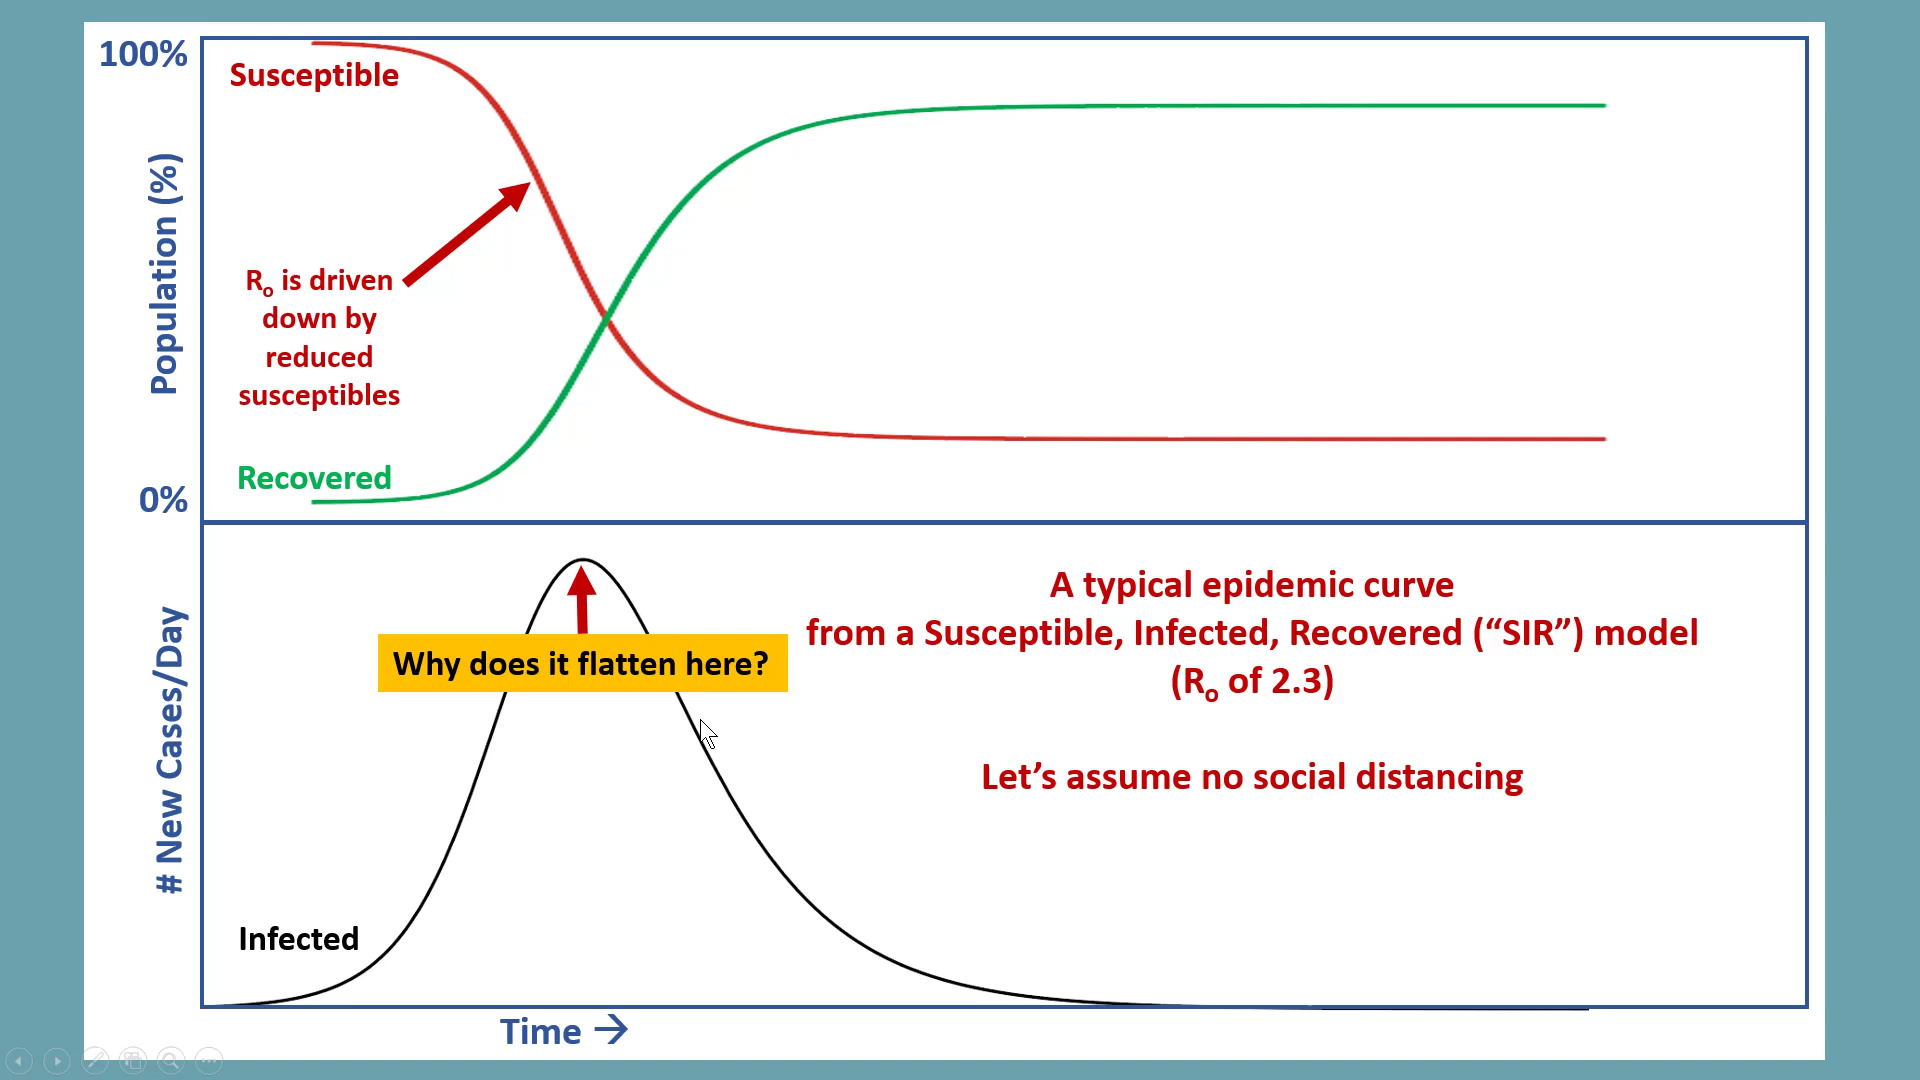 100%
Susceptible
Population (%)
R₀ is driven
down by
reduced
susceptibles
Recovered
0%
# New Cases/Day
Why does it flatten here?
Infected
A typical epidemic curve
from a Susceptible, Infected, Recovered (“SIR”) model
(R₀ of 2.3)
Let’s assume no social distancing
Time →